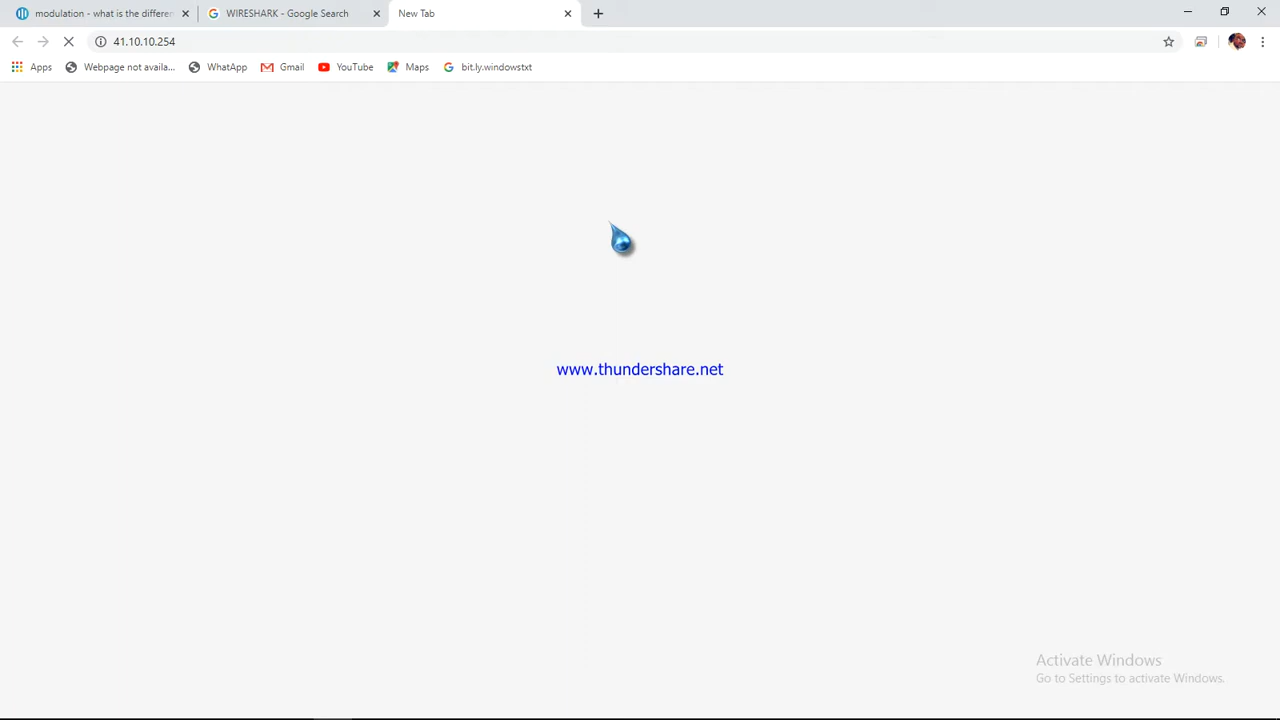 modulation - what is the differen
WIRESHARK - Google Search
New Tab
41.10.10.254
Apps
Webpage not availa...
WhatApp
Gmail
YouTube
Maps
bit.ly.windowstxt
www.thundershare.net
Activate Windows
Go to Settings to activate Windows.